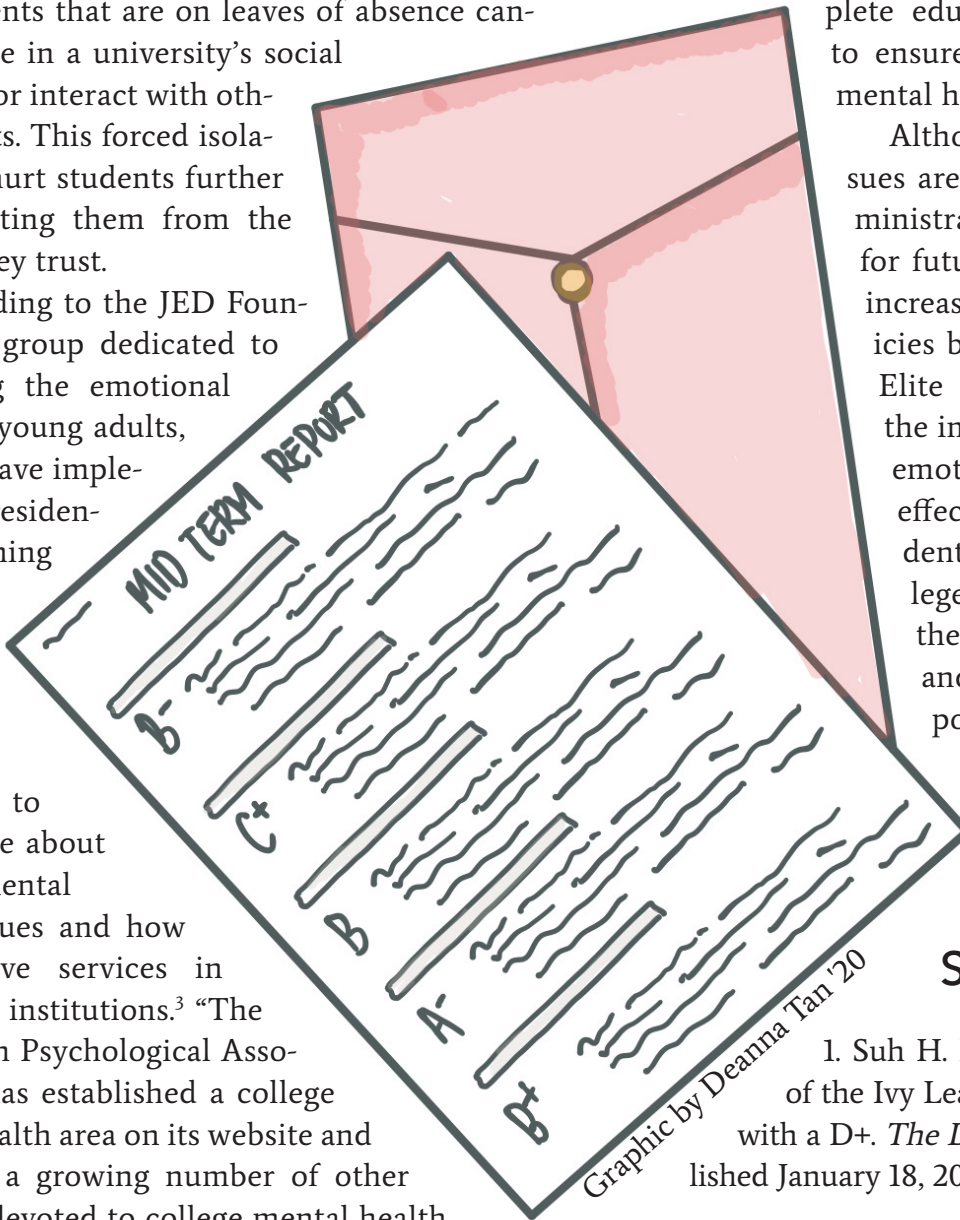 ents that are on leaves of absence can-
e in a university’s social
or interact with oth-
s. This forced isola-
hurt students further
ting them from the
ey trust.
ding to the JED Foun-
group dedicated to
g the emotional
young adults,
ave imple-
esiden-
ning
to
e about
ental
ues and how
ve services in
institutions.³ “The
n Psychological Asso-
as established a college
alth area on its website and
a growing number of other
devoted to college mental health
MID TERM REPORT
B-
C+
B
A-
D+
Graphic by Deanna Tan '20
plete edu
to ensure
mental h
Altho
sues are
ministra
for futu
increas
icies b
Elite
the in
emot
effec
dent
lege
the
and
po
S
1. Suh H.
of the Ivy Lea
with a D+. The D
lished January 18, 20